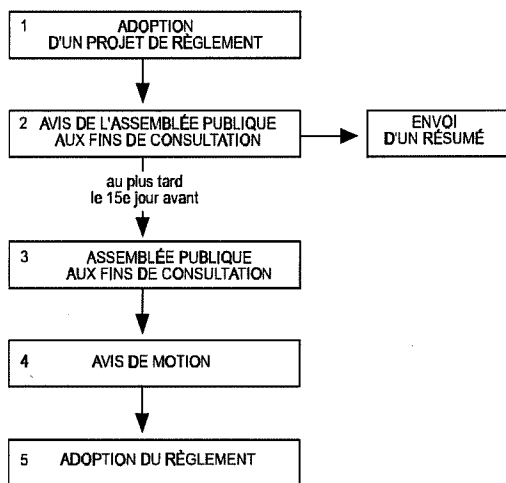 1 ADOPTION
D'UN PROJET DE RÈGLEMENT
2 AVIS DE L'ASSEMBLÉE PUBLIQUE
AUX FINS DE CONSULTATION
ENVOI
D'UN RÉSUMÉ
au plus tard
le 15e jour avant
3 ASSEMBLÉE PUBLIQUE
AUX FINS DE CONSULTATION
4 AVIS DE MOTION
5 ADOPTION DU RÈGLEMENT